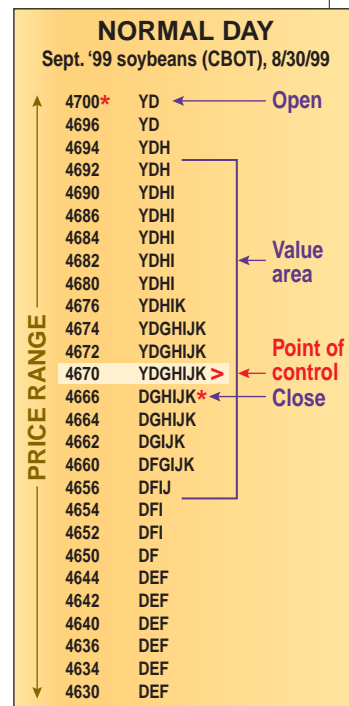 NORMAL DAY
Sept. ‘99 soybeans (CBOT), 8/30/99
PRICE RANGE
4700* YD Open
4696 YD
4694 YDH
4692 YDH
4690 YDHI
4686 YDHI
4684 YDHI
4682 YDHI
4680 YDHI
4676 YDHIK
4674 YDGHIJK
4672 YDGHIJK
4670 YDGHIJK >
4666 DGHIJK*
4664 DGHIJK
4662 DGIJK
4660 DFGIJK
4656 DFIJ
4654 DFI
4652 DFI
4650 DF
4644 DEF
4642 DEF
4640 DEF
4636 DEF
4634 DEF
4630 DEF
Value
area
Point of
control
Close